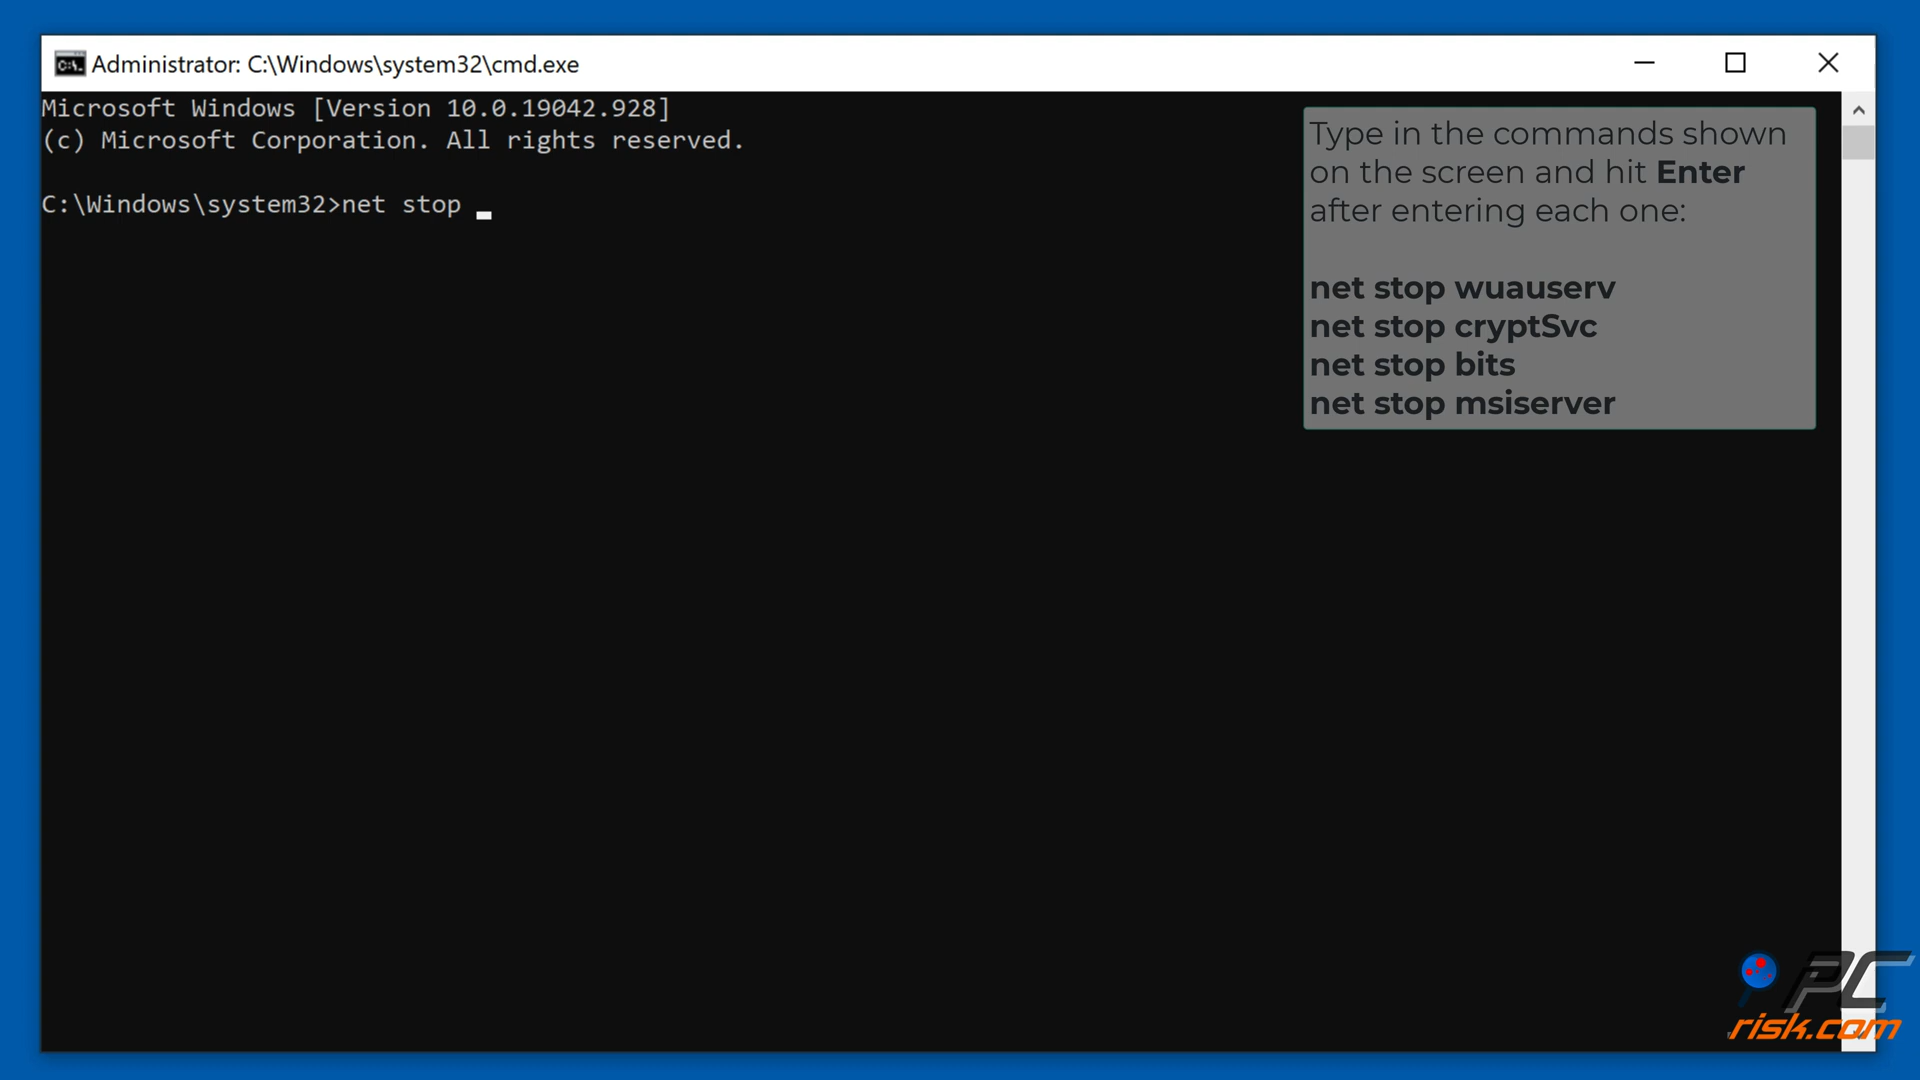 Administrator: C:\Windows\system32\cmd.exe
Microsoft Windows [Version 10.0.19042.928]
(c) Microsoft Corporation. All rights reserved.
C:\Windows\system32>net stop _
Type in the commands shown
on the screen and hit Enter
after entering each one:
net stop wuauserv
net stop cryptSvc
net stop bits
net stop msiserver
PC
risk.com